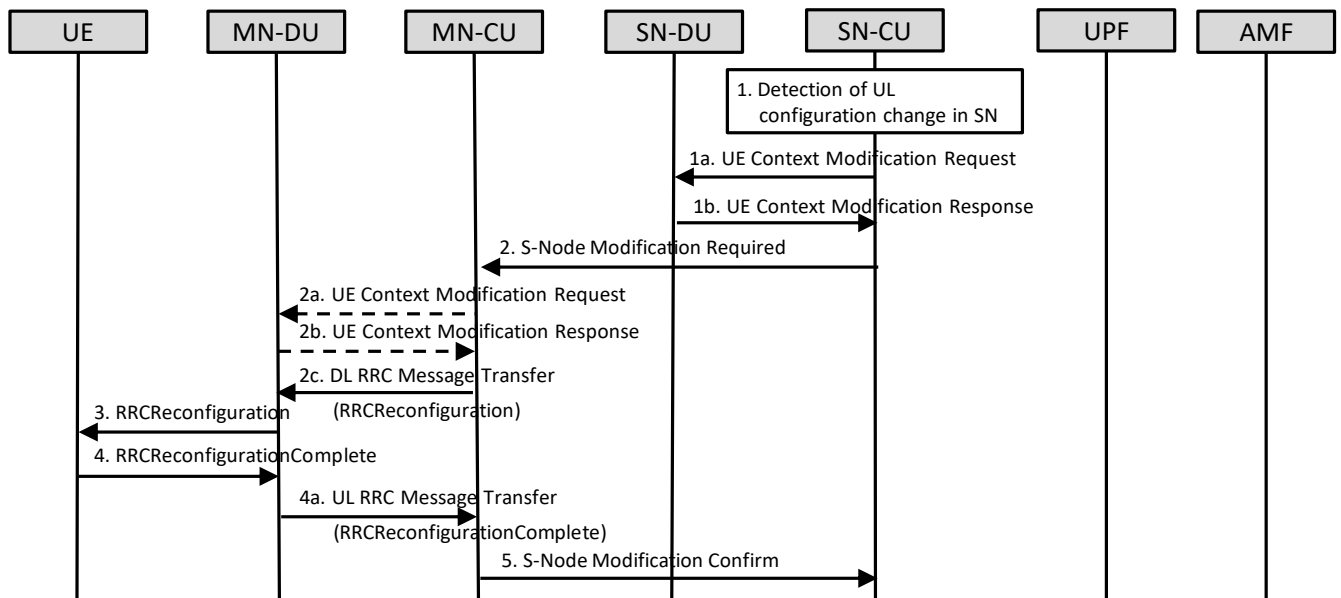 UE MN-DU MN-CU SN-DU SN-CU UPF AMF
1. Detection of UL
configuration change in SN
1a. UE Context Modification Request
1b. UE Context Modification Response
2. S-Node Modification Required
2a. UE Context Modification Request
2b. UE Context Modification Response
2c. DL RRC Message Transfer
(RRCReconfiguration)
3. RRCReconfiguration
4. RRCReconfigurationComplete
4a. UL RRC Message Transfer
(RRCReconfigurationComplete)
5. S-Node Modification Confirm